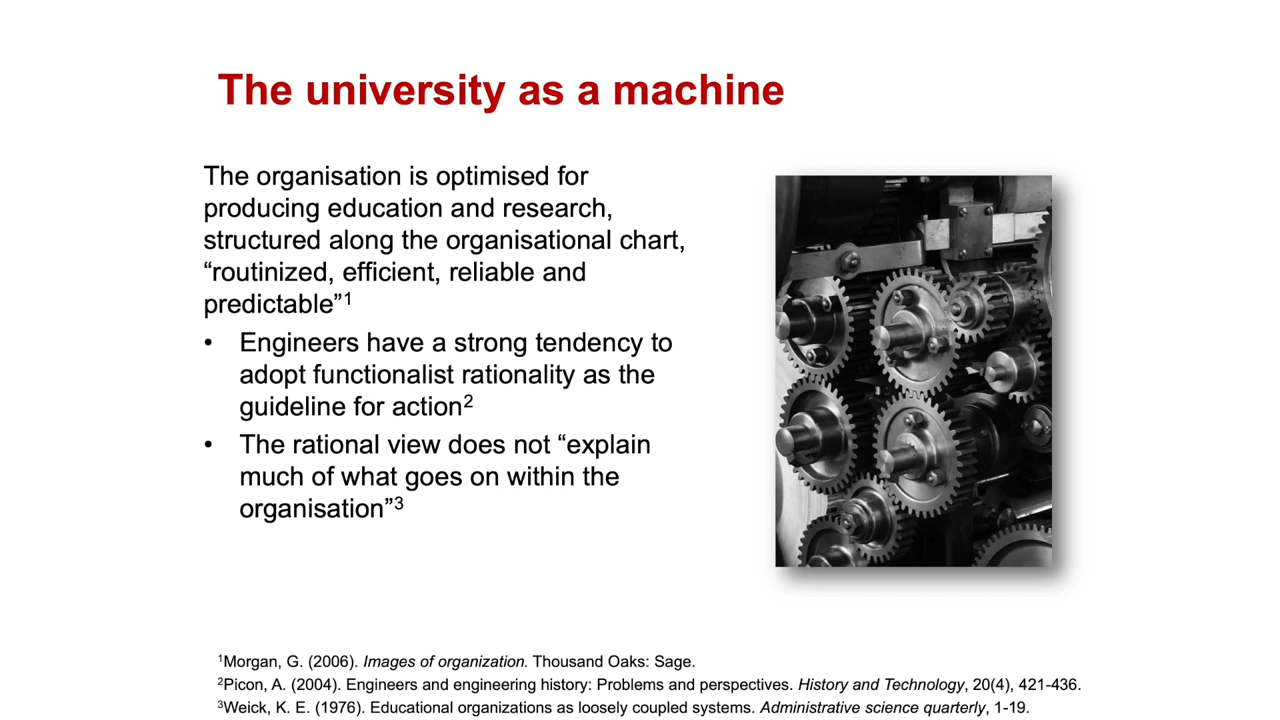 The university as a machine
The organisation is optimised for
producing education and research,
structured along the organisational chart,
“routinized, efficient, reliable and
predictable”1
• Engineers have a strong tendency to
adopt functionalist rationality as the
guideline for action2
• The rational view does not “explain
much of what goes on within the
organisation”3
1Morgan, G. (2006). Images of organization. Thousand Oaks: Sage.
2Picon, A. (2004). Engineers and engineering history: Problems and perspectives. History and Technology, 20(4), 421-436.
3Weick, K. E. (1976). Educational organizations as loosely coupled systems. Administrative science quarterly, 1-19.